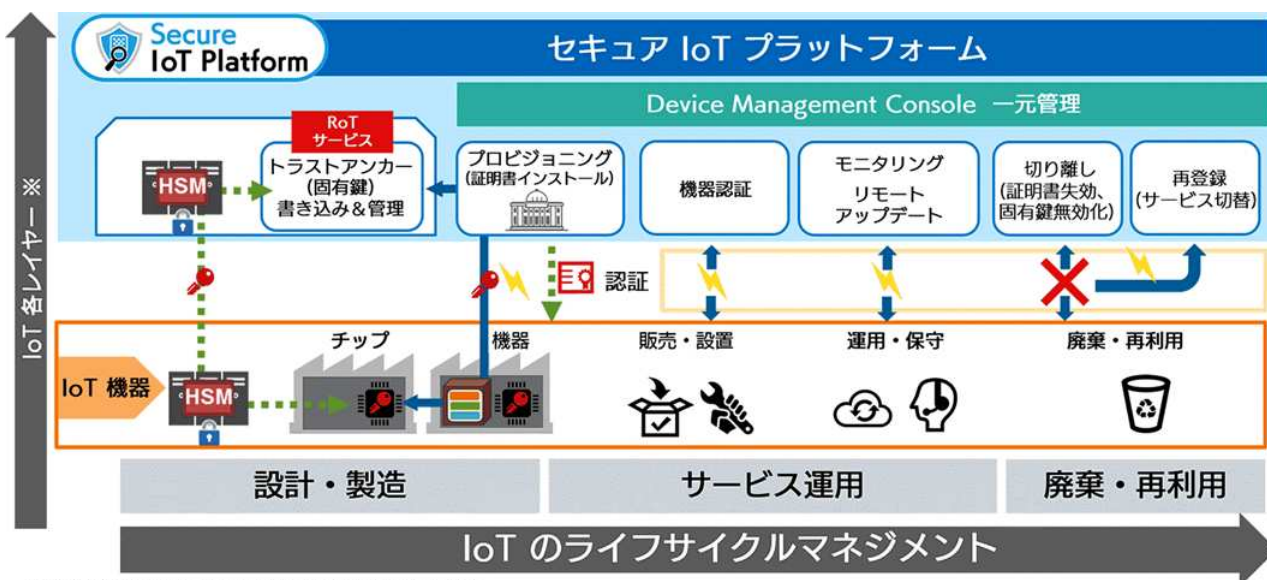 Secure
IoT Platform
セキュア IoT プラットフォーム
Device Management Console 一元管理
RoT
サービス
HSM
トラストアンカー
(固有鍵)
書き込み&管理
プロビジョニング
(証明書インストール)
機器認証
モニタリング
リモート
アップデート
切り離し
(証明書失効、
固有鍵無効化)
再登録
(サービス切替)
IoT 各レイヤー ※
認証
チップ
機器
販売・設置
運用・保守
廃棄・再利用
IoT 機器
HSM
設計・製造
サービス運用
廃棄・再利用
IoT のライフサイクルマネジメント